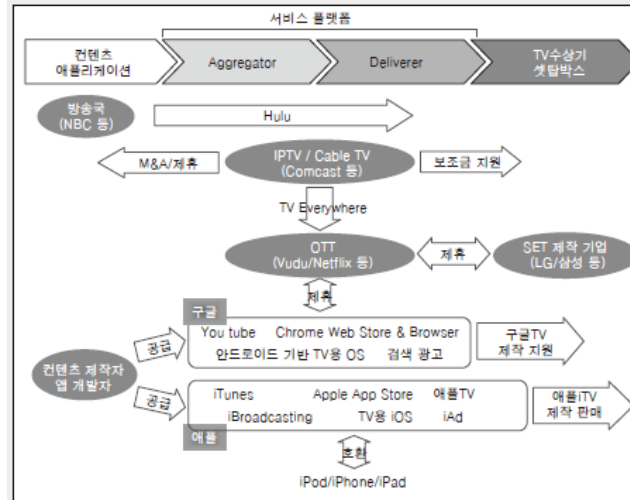 서비스 플랫폼
컨텐츠
애플리케이션
Aggregator
Deliverer
TV수상기
셋탑박스
방송국
(NBC 등)
Hulu
M&A/제휴
IPTV / Cable TV
(Comcast 등)
보조금 지원
TV Everywhere
OTT
(Vudu/Netflix 등)
제휴
SET 제작 기업
(LG/삼성 등)
제휴
구글
You tube Chrome Web Store & Browser
안드로이드 기반 TV용 OS 검색 광고
공급
구글TV
제작 지원
컨텐츠 제작자
앱 개발자
공급
iTunes Apple App Store 애플TV
iBroadcasting TV용 iOS iAd
애플
애플iTV
제작 판매
호환
iPod/iPhone/iPad